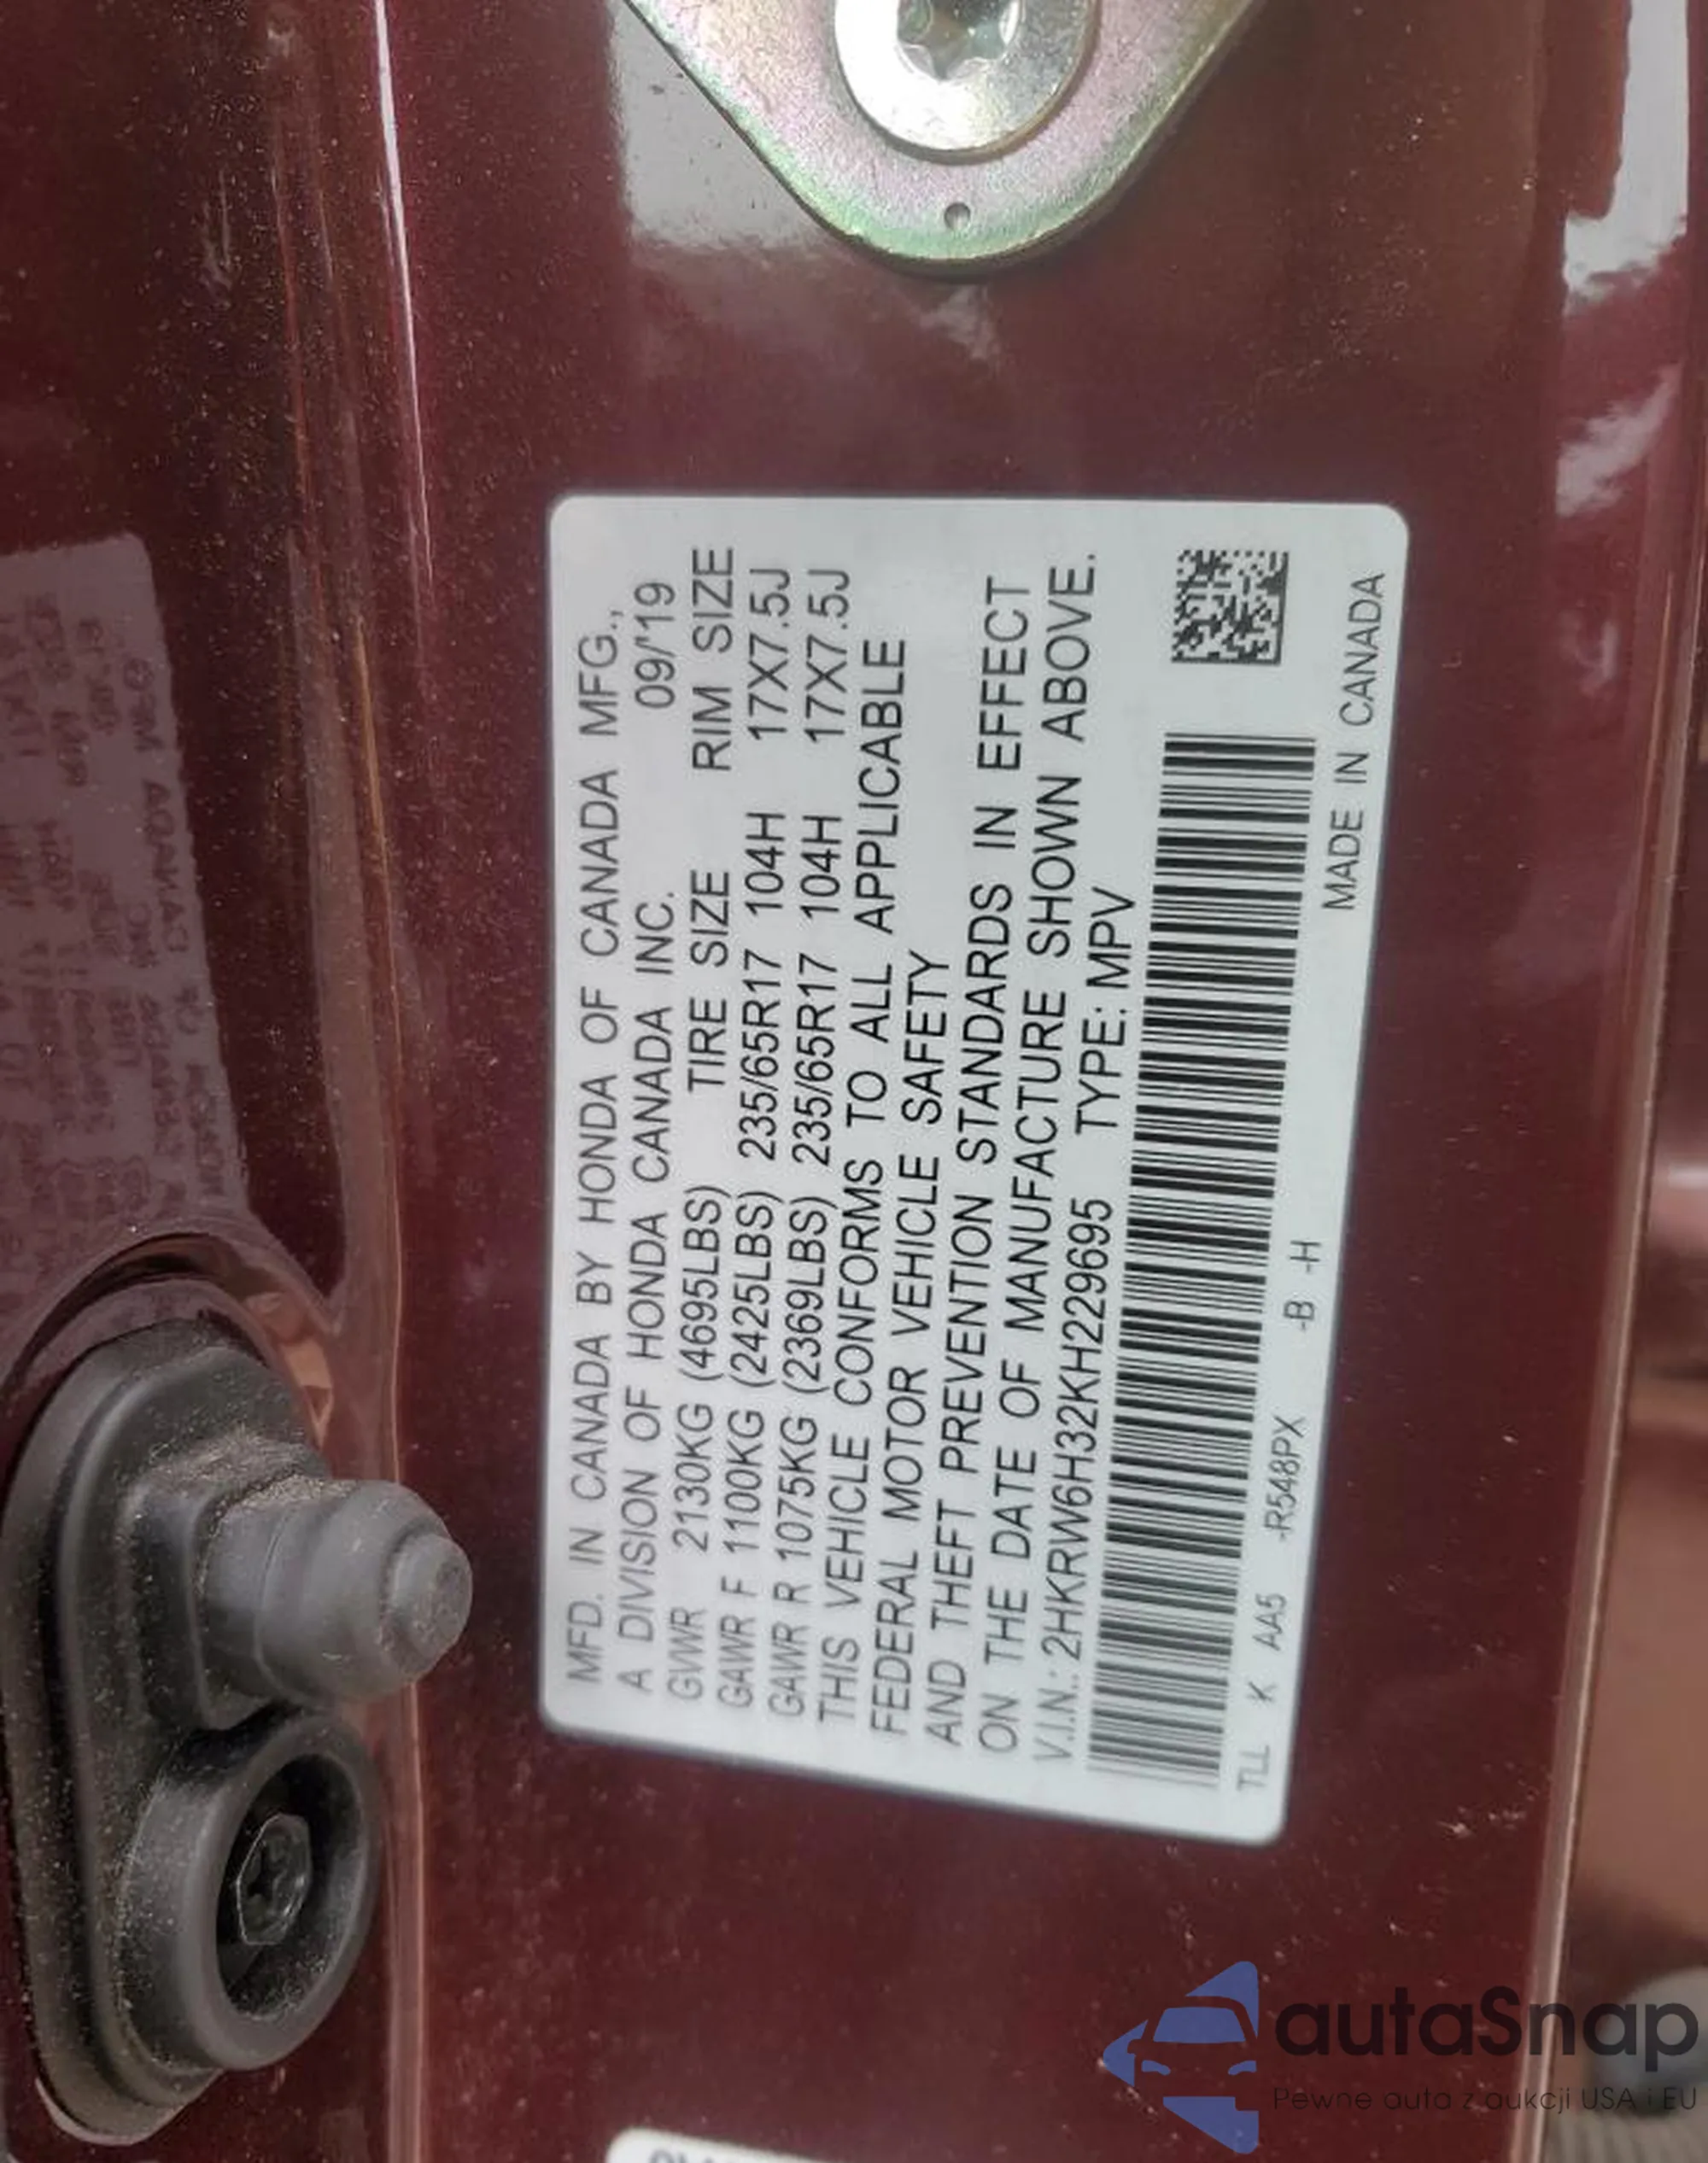 MFD. IN CANADA BY HONDA OF CANADA MFG.,
A DIVISION OF HONDA CANADA INC. 09/'19
GVWR 2130KG (4695LBS) TIRE SIZE RIM SIZE
GAWR F 1100KG (2425LBS) 235/65R17 104H 17X7.5J
GAWR R 1075KG (2369LBS) 235/65R17 104H 17X7.5J
THIS VEHICLE CONFORMS TO ALL APPLICABLE
FEDERAL MOTOR VEHICLE SAFETY
AND THEFT PREVENTION STANDARDS IN EFFECT
ON THE DATE OF MANUFACTURE SHOWN ABOVE.
V.I.N.: 2HKRW6H32KH229695 TYPE: MPV
TLL K AA5 -R548PX -B -H MADE IN CANADA
autaSnap
Pewne auta z aukcji USA i EU